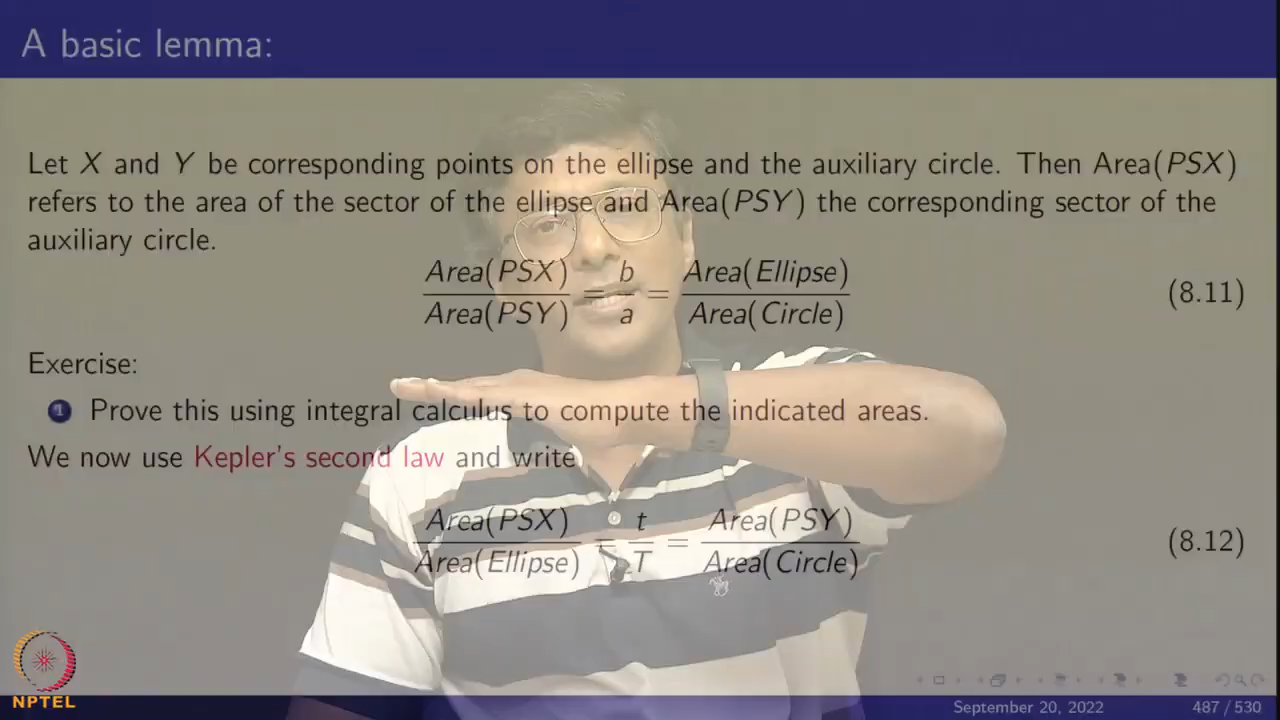 A basic lemma:
Let X and Y be corresponding points on the ellipse and the auxiliary circle. Then Area(PSX)
refers to the area of the sector of the ellipse and Area(PSY) the corresponding sector of the
auxiliary circle.
Area(PSX) / Area(PSY) = b / a = Area(Ellipse) / Area(Circle) (8.11)
Exercise:
1 Prove this using integral calculus to compute the indicated areas.
We now use Kepler's second law and write
Area(PSX) / Area(Ellipse) = t / T = Area(PSY) / Area(Circle) (8.12)
NPTEL
September 20, 2022 487 / 530